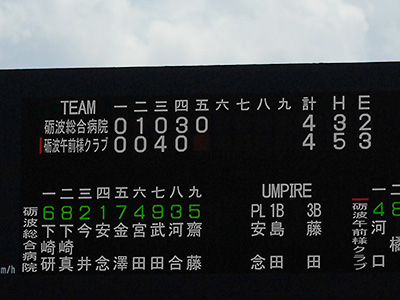 TEAM 一二三四五六七八九 計 H E
砺波総合病院 0 1 0 3 0 4 3 2
砺波午前様クラブ 0 0 4 0 4 5 3
一二三四五六七八九 UMPIRE 一二
砺波総合病院 6 8 2 1 7 4 9 3 5 PL 1B 3B 砺波午前様クラブ 4 8
下下今安金宮武河齋 安島 藤 河
崎崎
研真井念澤田田合藤 念田 田 口
km/h